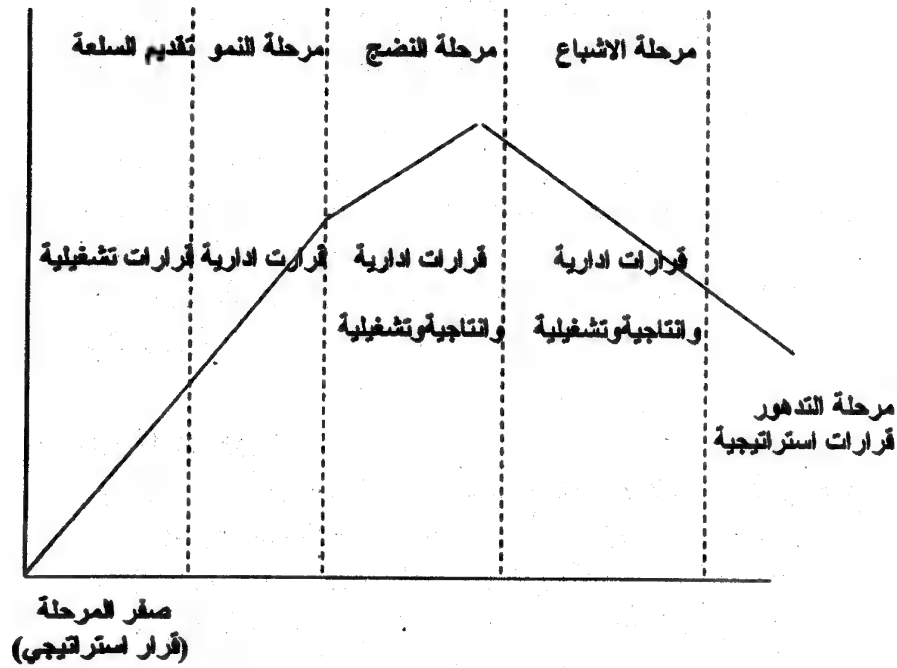 تقديم السلعة
مرحلة النمو
مرحلة النضج
مرحلة الاشباع
قرارات تشغيلية
قرارت ادارية
قرارات ادارية
وانتاجيةوتشغيلية
قرارات ادارية
وانتاجيةوتشغيلية
مرحلة التدهور
قرارات استراتيجية
صفر المرحلة
(قرار استراتيجي)